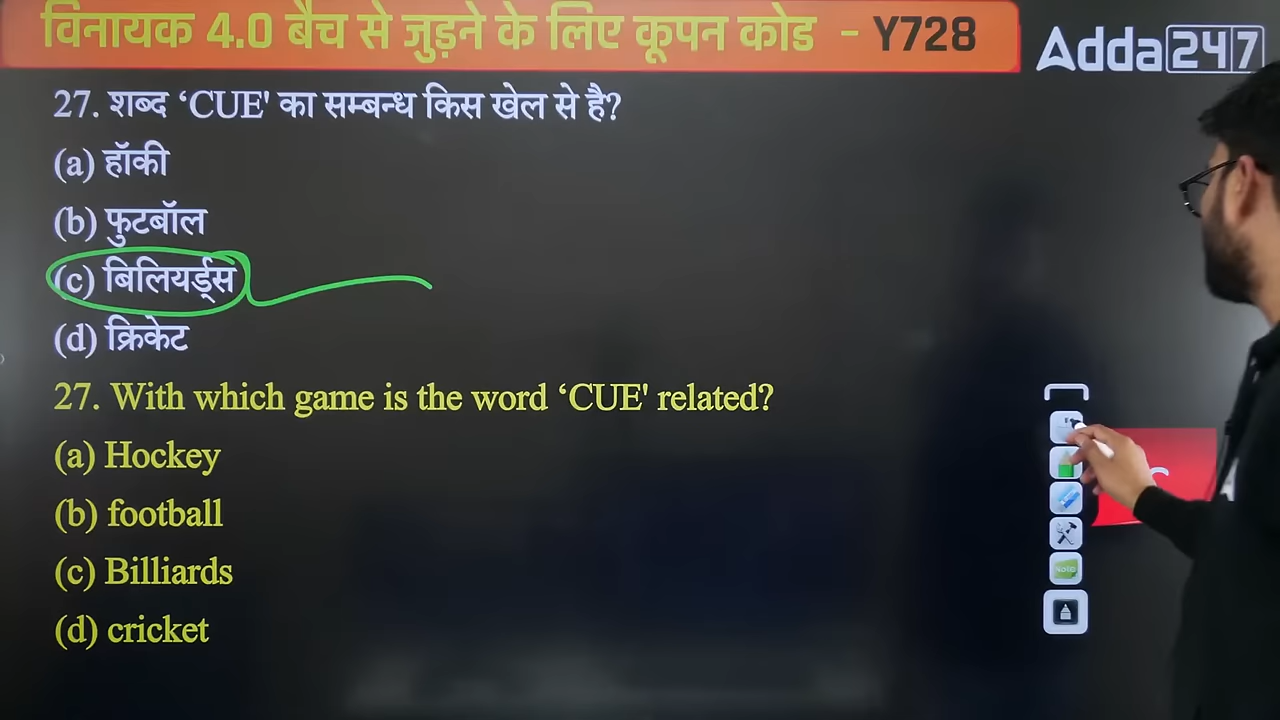 विनायक 4.0 बैच से जुड़ने के लिए कूपन कोड - Y728
Adda247
27. शब्द ‘CUE' का सम्बन्ध किस खेल से है?
(a) हॉकी
(b) फुटबॉल
(c) बिलियर्ड्स
(d) क्रिकेट
27. With which game is the word ‘CUE' related?
(a) Hockey
(b) football
(c) Billiards
(d) cricket
Note